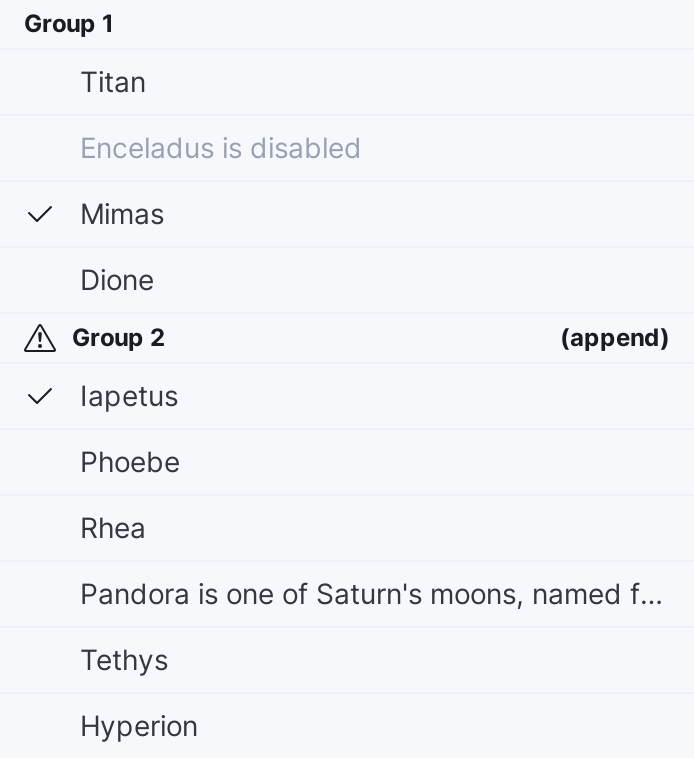 Group 1
Titan
Enceladus is disabled
Mimas
Dione
Group 2 (append)
Iapetus
Phoebe
Rhea
Pandora is one of Saturn's moons, named f...
Tethys
Hyperion